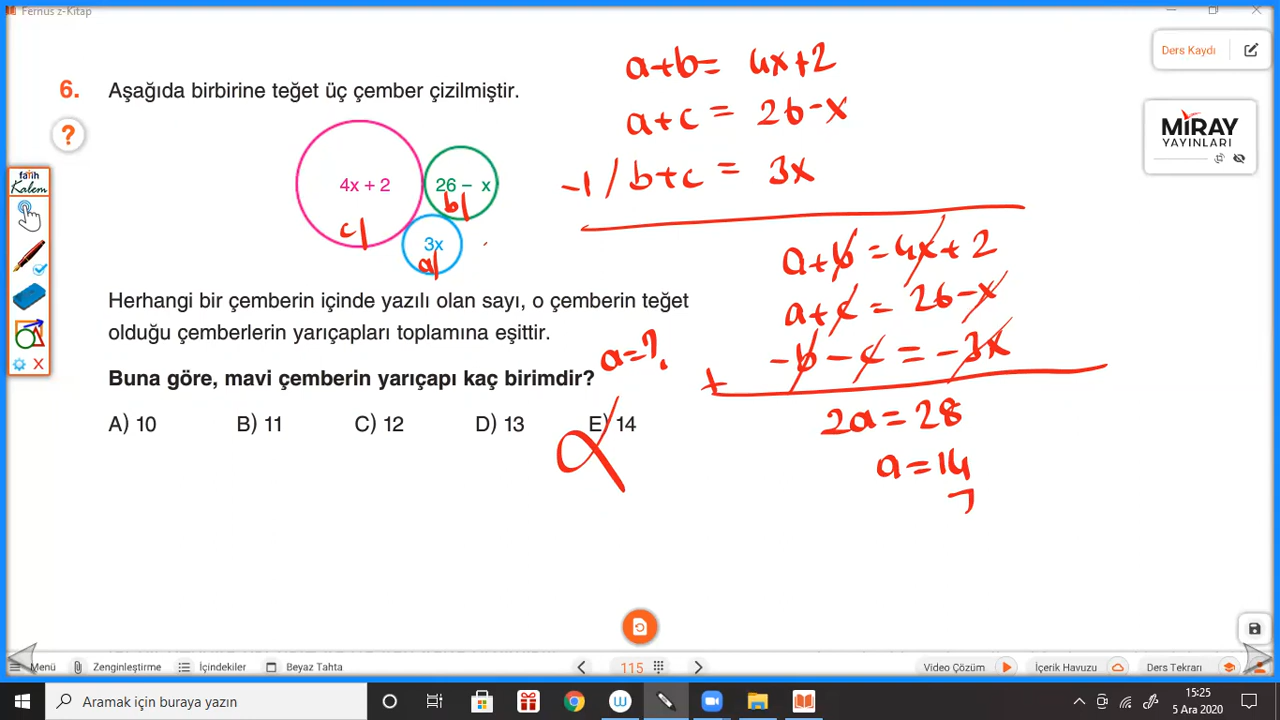 Fernus z-Kitap
Ders Kaydı
6. Aşağıda birbirine teğet üç çember çizilmiştir.
?
MİRAY
YAYINLARI
fatih
Kalem
4x + 2
26 – x
3x
c
b
a
Herhangi bir çemberin içinde yazılı olan sayı, o çemberin teğet
olduğu çemberlerin yarıçapları toplamına eşittir.
a=?
Buna göre, mavi çemberin yarıçapı kaç birimdir?
A) 10 B) 11 C) 12 D) 13 E) 14
a+b= 4x+2
a+c = 26-x
-1/ b+c = 3x
a+b = 4x+2
a+c = 26-x
-b-c = -3x
+
2a = 28
a=14
Menü Zenginleştirme İçindekiler Beyaz Tahta 115 Video Çözüm İçerik Havuzu Ders Tekrarı
Aramak için buraya yazın
15:25
5 Ara 2020